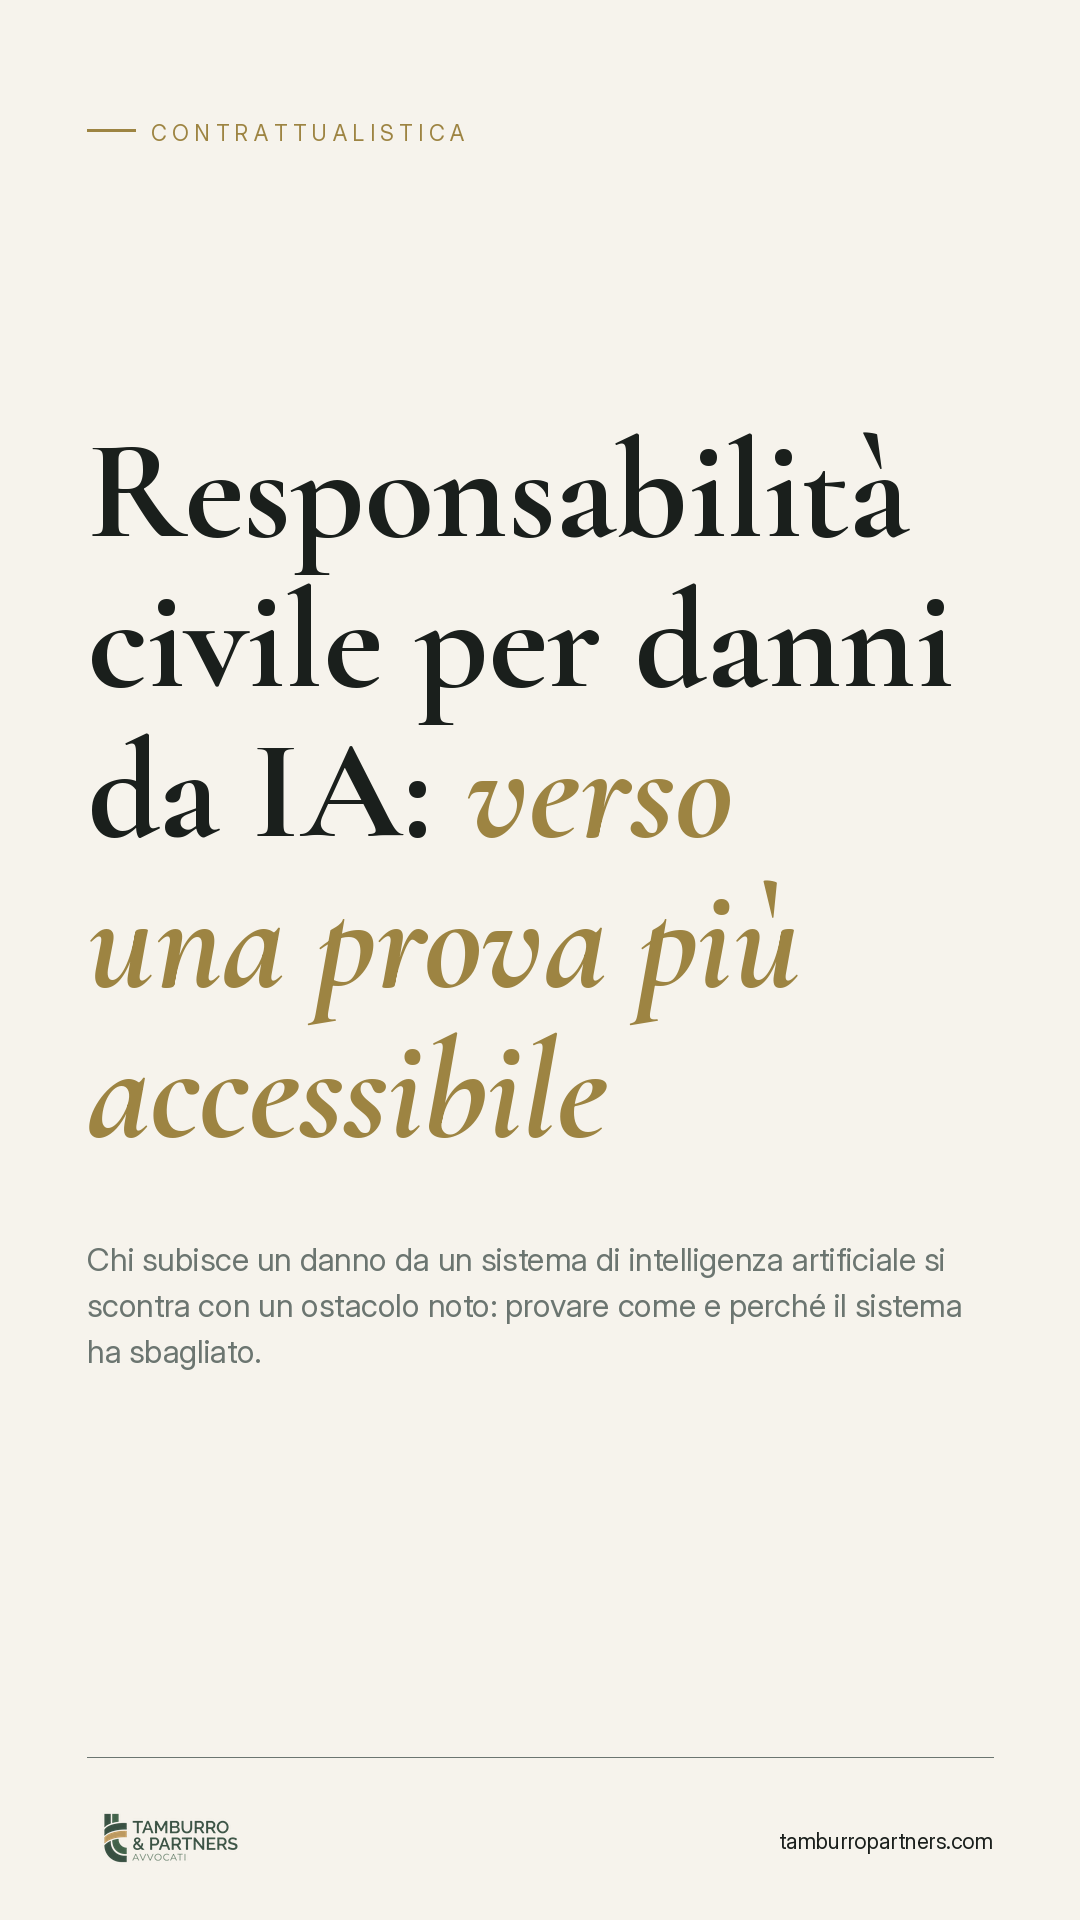 CONTRATTUALISTICA
Responsabilità
civile per danni
da IA: verso
una prova più
accessibile
Chi subisce un danno da un sistema di intelligenza artificiale si
scontra con un ostacolo noto: provare come e perché il sistema
ha sbagliato.
TAMBURRO
& PARTNERS
AVVOCATI
tamburropartners.com